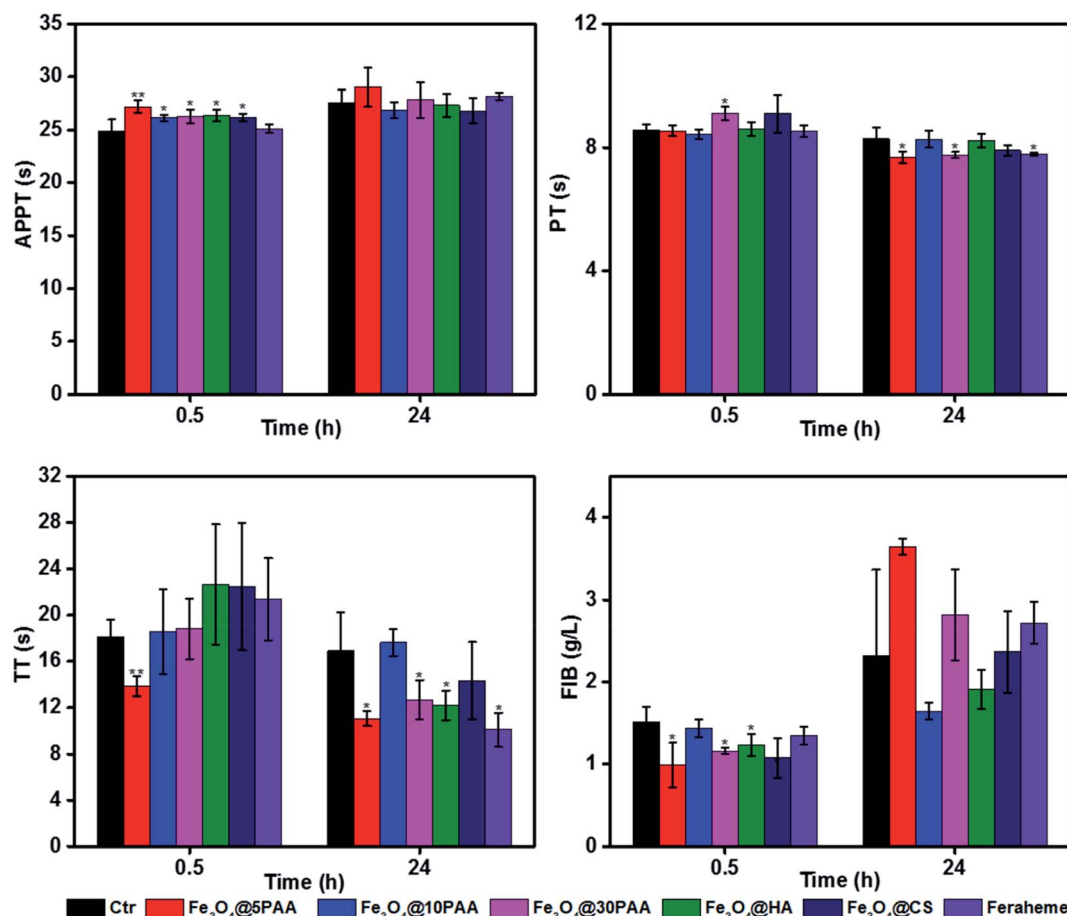 35
30
25
20
15
10
5
0
APPT (s)
** * * * *
0.5 24
Time (h)
12
8
4
0
PT (s)
* * * *
0.5 24
Time (h)
32
28
24
20
16
12
8
4
0
TT (s)
** * * * *
0.5 24
Time (h)
4
3
2
1
0
FIB (g/L)
* * *
0.5 24
Time (h)
Ctr Fe₃O₄@5PAA Fe₃O₄@10PAA Fe₃O₄@30PAA Fe₃O₄@HA Fe₃O₄@CS Feraheme